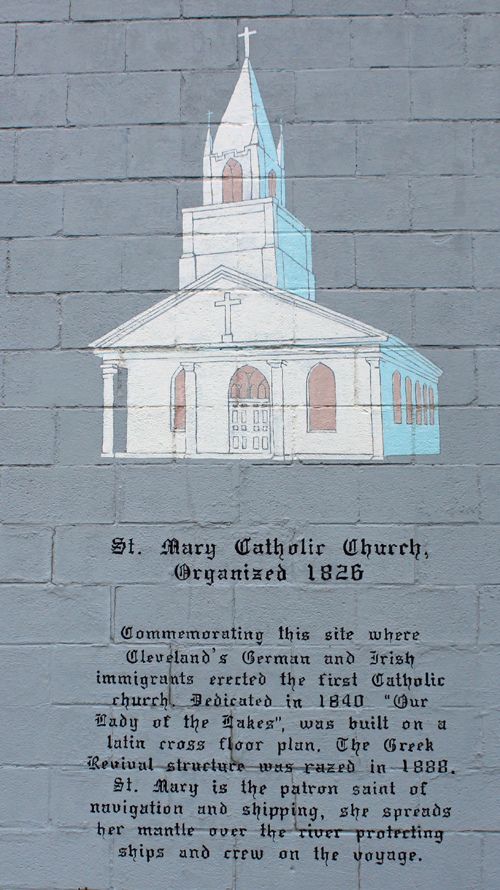 St. Mary Catholic Church,
Organized 1826
Commemorating this site where
Cleveland's German and Irish
immigrants erected the first Catholic
church. Dedicated in 1840 "Our
Lady of the Lakes", was built on a
latin cross floor plan. The Greek
Revival structure was razed in 1888.
St. Mary is the patron saint of
navigation and shipping, she spreads
her mantle over the river protecting
ships and crew on the voyage.